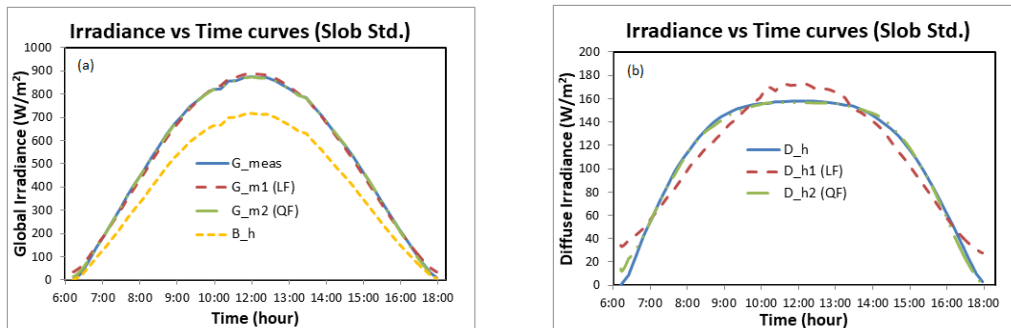 Irradiance vs Time curves (Slob Std.)
(a)
Global Irradiance (W/m²)
1000
900
800
700
600
500
400
300
200
100
0
G_meas
G_m1 (LF)
G_m2 (QF)
B_h
6:00 7:00 8:00 9:00 10:00 11:00 12:00 13:00 14:00 15:00 16:00 17:00 18:00
Time (hour)
Irradiance vs Time curves (Slob Std.)
(b)
Diffuse Irradiance (W/m²)
200
180
160
140
120
100
80
60
40
20
0
D_h
D_h1 (LF)
D_h2 (QF)
6:00 7:00 8:00 9:00 10:00 11:00 12:00 13:00 14:00 15:00 16:00 17:00 18:00
Time (hour)